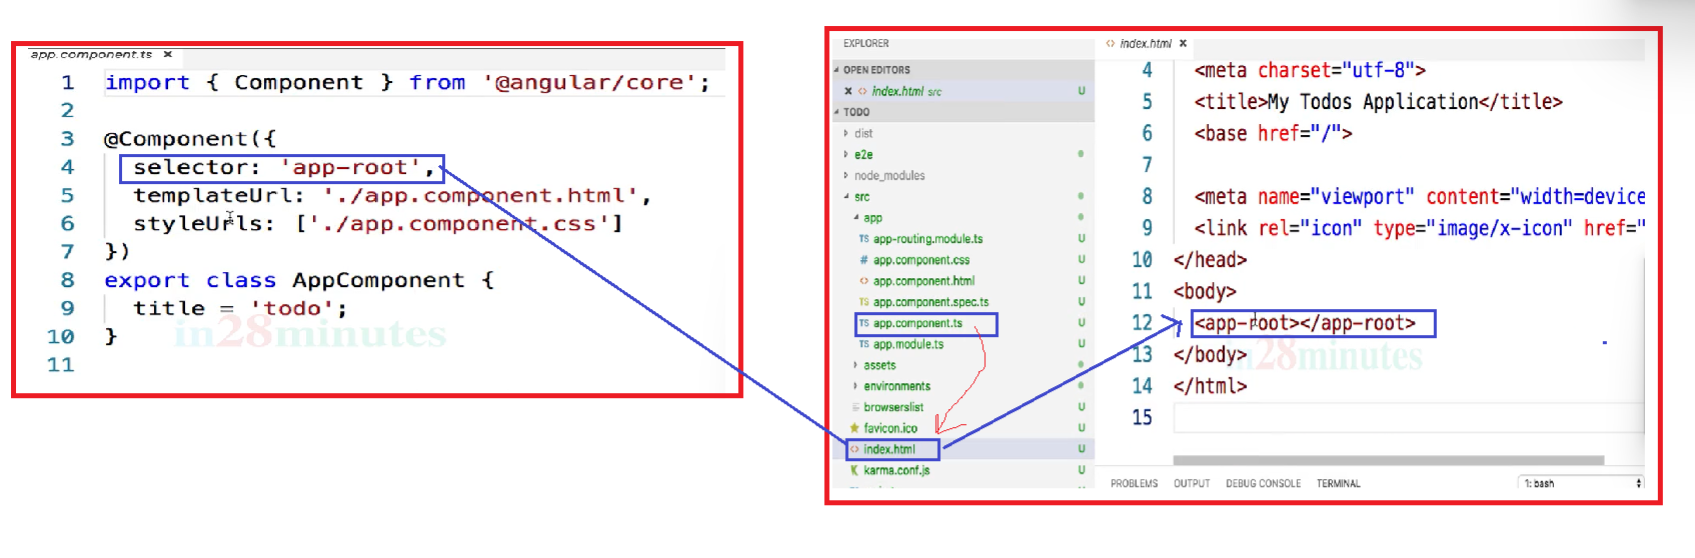 app.component.ts ×
1 import { Component } from '@angular/core';
2
3 @Component({
4 selector: 'app-root',
5 templateUrl: './app.component.html',
6 styleUrls: ['./app.component.css']
7 })
8 export class AppComponent {
9 title = 'todo';
10 }
11
in28minutes
EXPLORER
OPEN EDITORS
× <> index.html src U
TODO
dist
e2e
node_modules
src
app
TS app-routing.module.ts U
# app.component.css U
<> app.component.html U
TS app.component.spec.ts U
TS app.component.ts U
TS app.module.ts U
assets
environments
browserslist U
favicon.ico U
<> index.html U
karma.conf.js U
<> index.html ×
4 <meta charset="utf-8">
5 <title>My Todos Application</title>
6 <base href="/">
7
8 <meta name="viewport" content="width=device
9 <link rel="icon" type="image/x-icon" href="
10 </head>
11 <body>
12 <app-root></app-root>
13 </body>
14 </html>
15
in28minutes
PROBLEMS OUTPUT DEBUG CONSOLE TERMINAL 1: bash